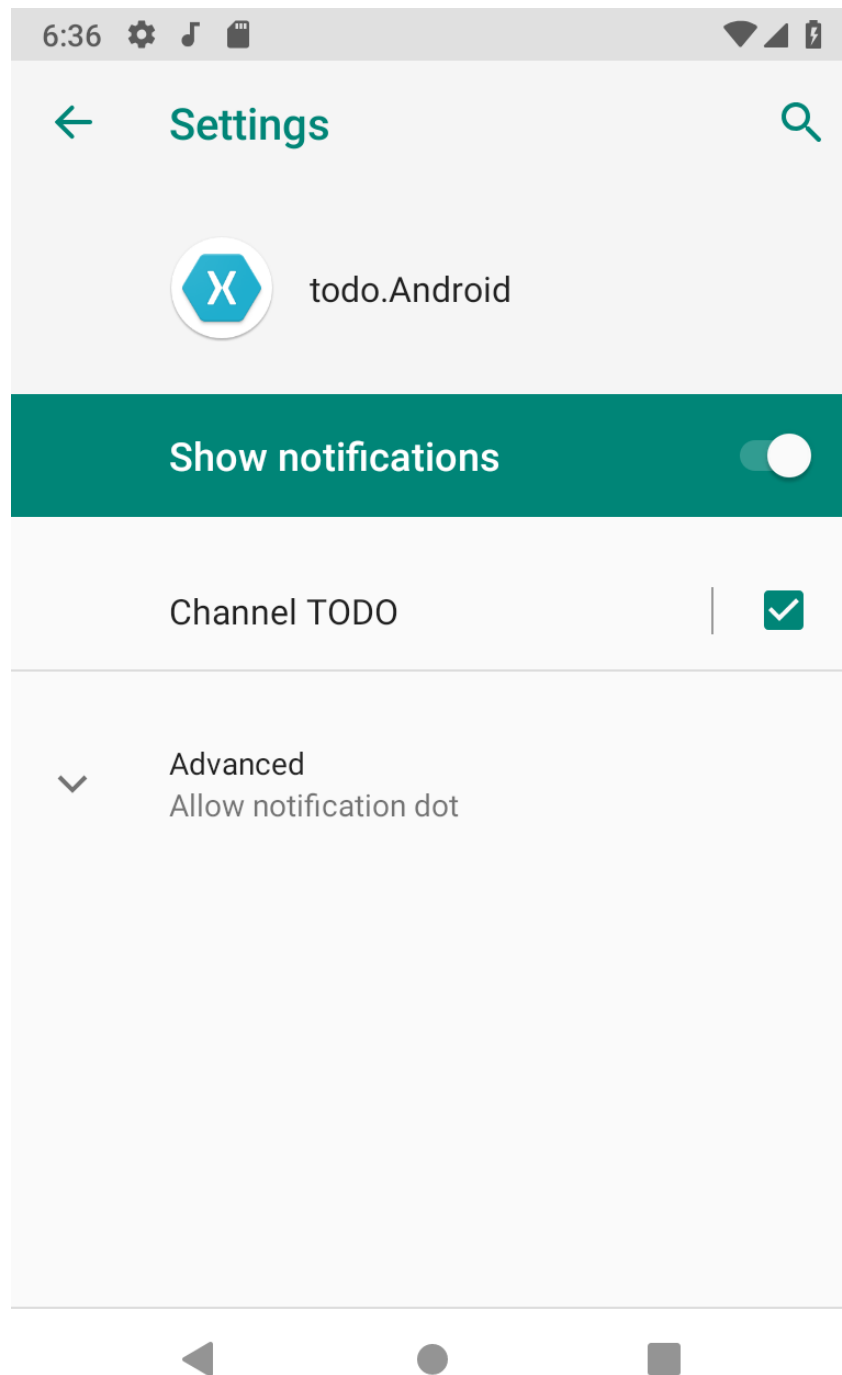 6:36
Settings
X
todo.Android
Show notifications
Channel TODO
Advanced
Allow notification dot